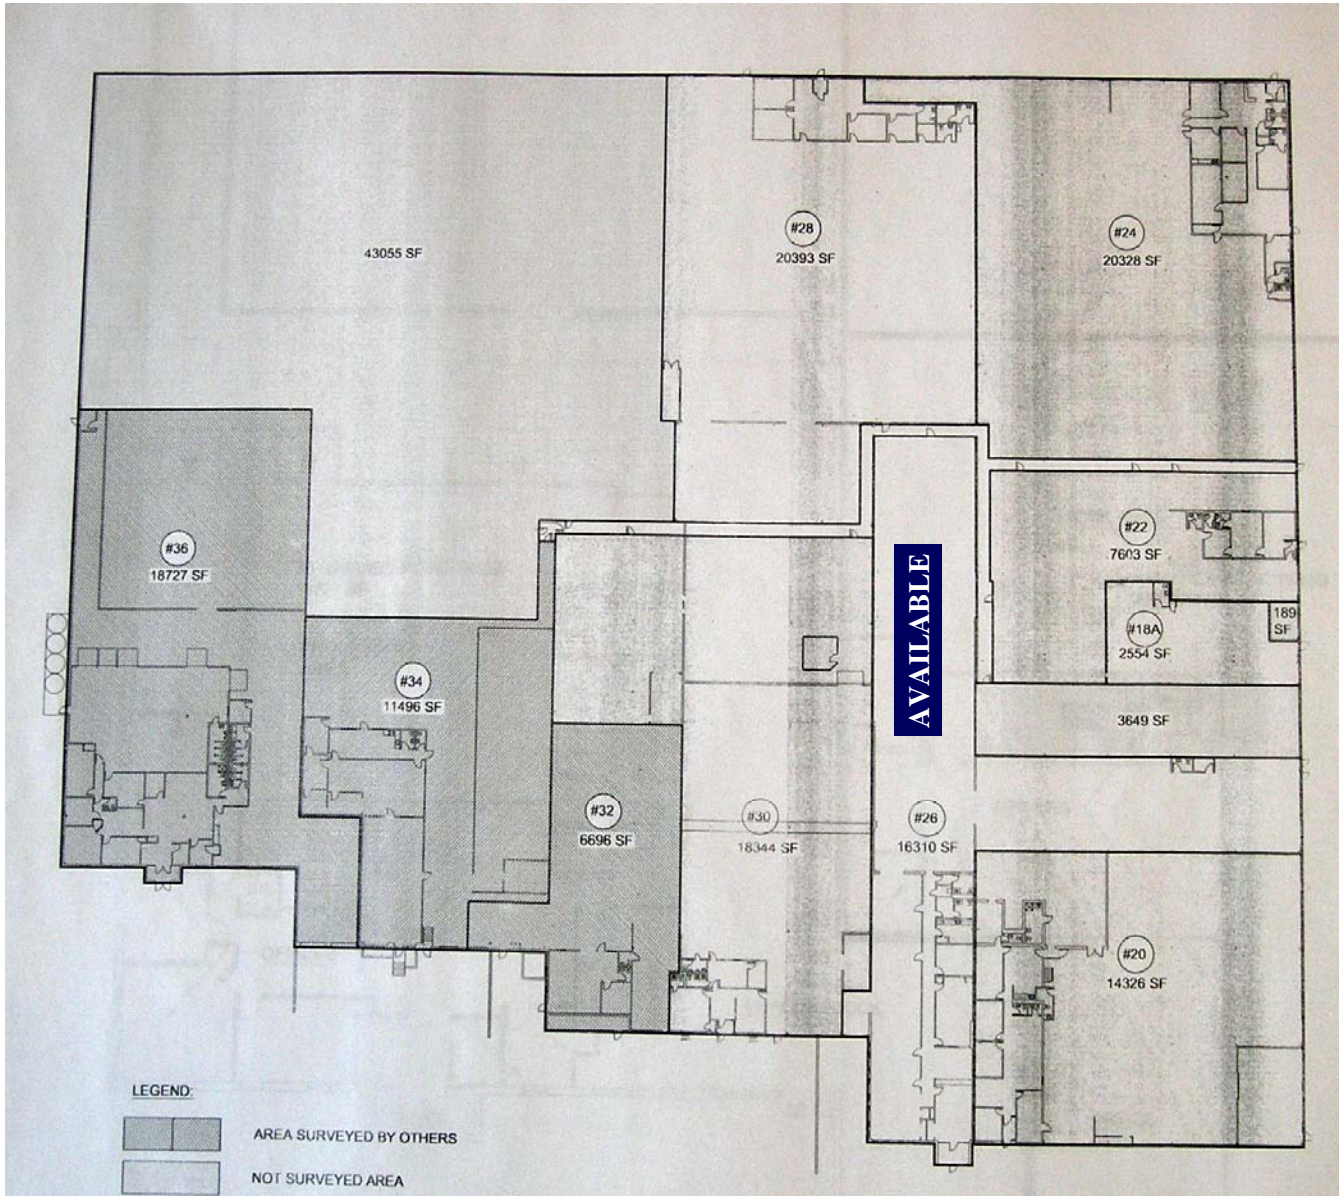 43055 SF
#28
20393 SF
#24
20328 SF
#36
18727 SF
#22
7603 SF
AVAILABLE
189
SF
#18A
2554 SF
#34
11496 SF
3649 SF
#32
6696 SF
#30
18344 SF
#26
16310 SF
#20
14326 SF
LEGEND:
AREA SURVEYED BY OTHERS
NOT SURVEYED AREA